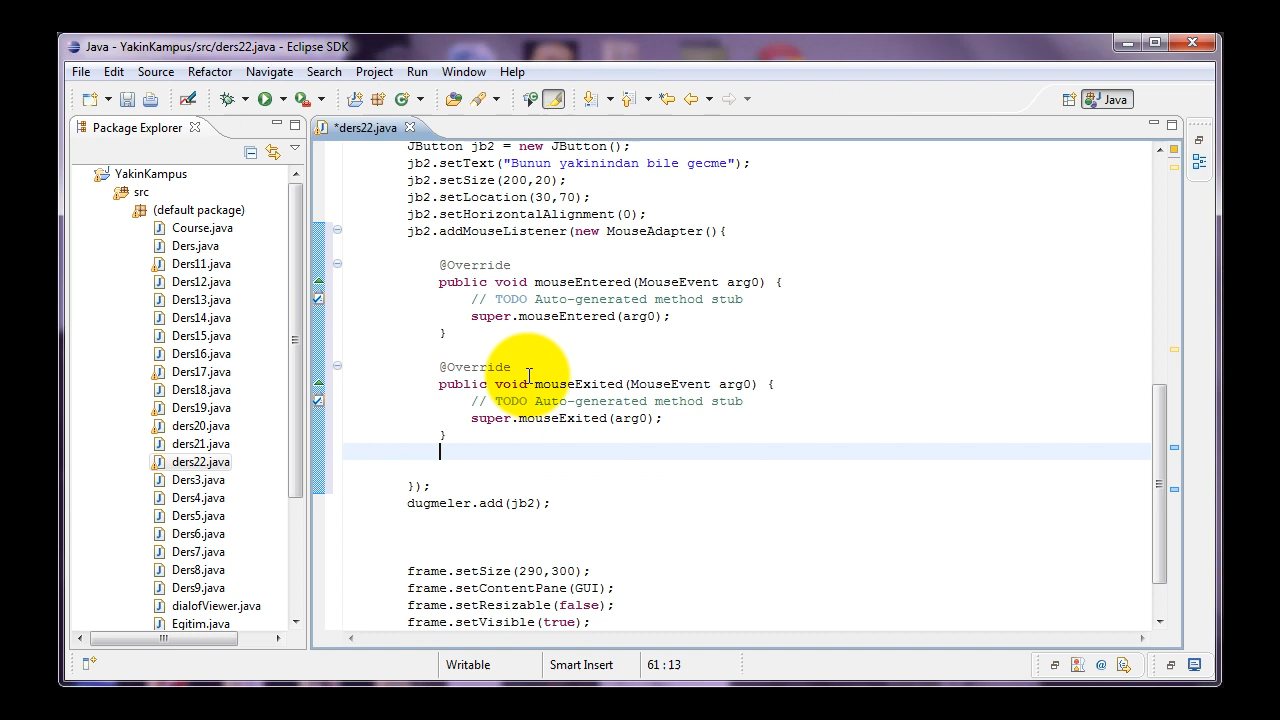 Java - YakinKampus/src/ders22.java - Eclipse SDK
File Edit Source Refactor Navigate Search Project Run Window Help
Java
Package Explorer
*ders22.java
YakinKampus
src
(default package)
Course.java
Ders.java
Ders11.java
Ders12.java
Ders13.java
Ders14.java
Ders15.java
Ders16.java
Ders17.java
Ders18.java
Ders19.java
ders20.java
ders21.java
ders22.java
Ders3.java
Ders4.java
Ders5.java
Ders6.java
Ders7.java
Ders8.java
Ders9.java
dialofViewer.java
Egitim.java
JButton jb2 = new JButton();
jb2.setText("Bunun yakinindan bile gecme");
jb2.setSize(200,20);
jb2.setLocation(30,70);
jb2.setHorizontalAlignment(0);
jb2.addMouseListener(new MouseAdapter(){
@Override
public void mouseEntered(MouseEvent arg0) {
// TODO Auto-generated method stub
super.mouseEntered(arg0);
}
@Override
public void mouseExited(MouseEvent arg0) {
// TODO Auto-generated method stub
super.mouseExited(arg0);
}
});
dugmeler.add(jb2);
frame.setSize(290,300);
frame.setContentPane(GUI);
frame.setResizable(false);
frame.setVisible(true);
Writable Smart Insert 61 : 13